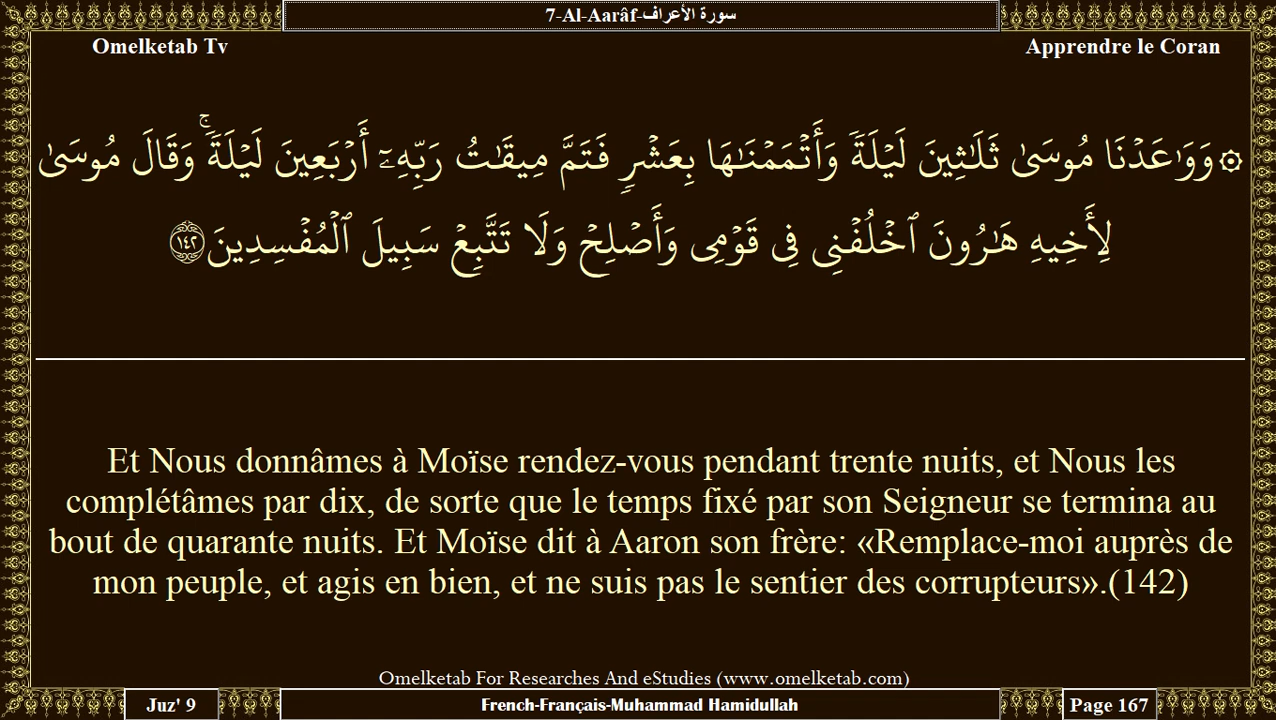 7-Al-Aarâf-سورة الأعراف
Omelketab Tv
Apprendre le Coran
۞ وَوَٰعَدۡنَا مُوسَىٰ ثَلَٰثِينَ لَيۡلَةٗ وَأَتۡمَمۡنَٰهَا بِعَشۡرٖ فَتَمَّ مِيقَٰتُ رَبِّهِۦٓ أَرۡبَعِينَ لَيۡلَةٗۚ وَقَالَ مُوسَىٰ
لِأَخِيهِ هَٰرُونَ ٱخۡلُفۡنِي فِي قَوۡمِي وَأَصۡلِحۡ وَلَا تَتَّبِعۡ سَبِيلَ ٱلۡمُفۡسِدِينَ ١٤٢
Et Nous donnâmes à Moïse rendez-vous pendant trente nuits, et Nous les
complétâmes par dix, de sorte que le temps fixé par son Seigneur se termina au
bout de quarante nuits. Et Moïse dit à Aaron son frère: «Remplace-moi auprès de
mon peuple, et agis en bien, et ne suis pas le sentier des corrupteurs».(142)
Omelketab For Researches And eStudies (www.omelketab.com)
Juz' 9
French-Français-Muhammad Hamidullah
Page 167